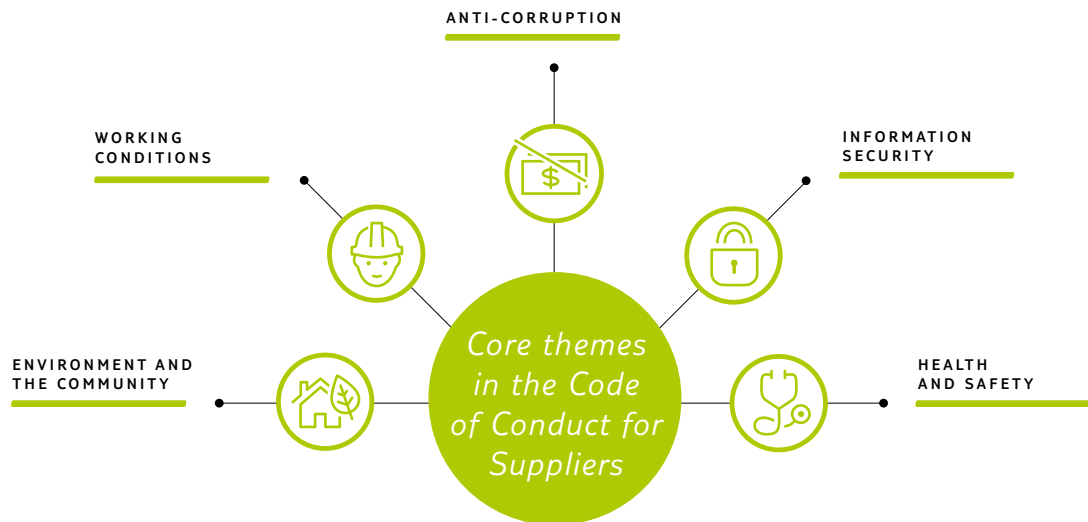 ANTI-CORRUPTION
WORKING
CONDITIONS
INFORMATION
SECURITY
$
ENVIRONMENT AND
THE COMMUNITY
Core themes
in the Code
of Conduct for
Suppliers
HEALTH
AND SAFETY